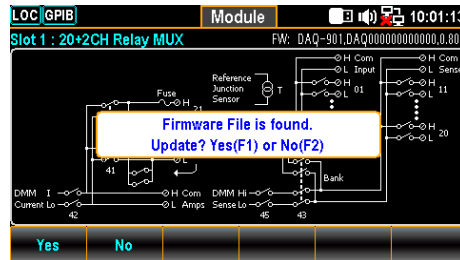 LOC GPIB Module 10:01:13
Slot 1 : 20+2CH Relay MUX FW: DAQ-901,DAQ000000000000,0.80
H Com H Com
L Input L Sense
Reference
Junction
Sensor
T
H 01 H 11
L L
Fuse
H 21
Firmware File is found.
Update? Yes(F1) or No(F2)
H 20
L
41 L Bank
DMM I H Com DMM Hi
Current Lo L Amps Sense Lo
42 45 43
Yes No